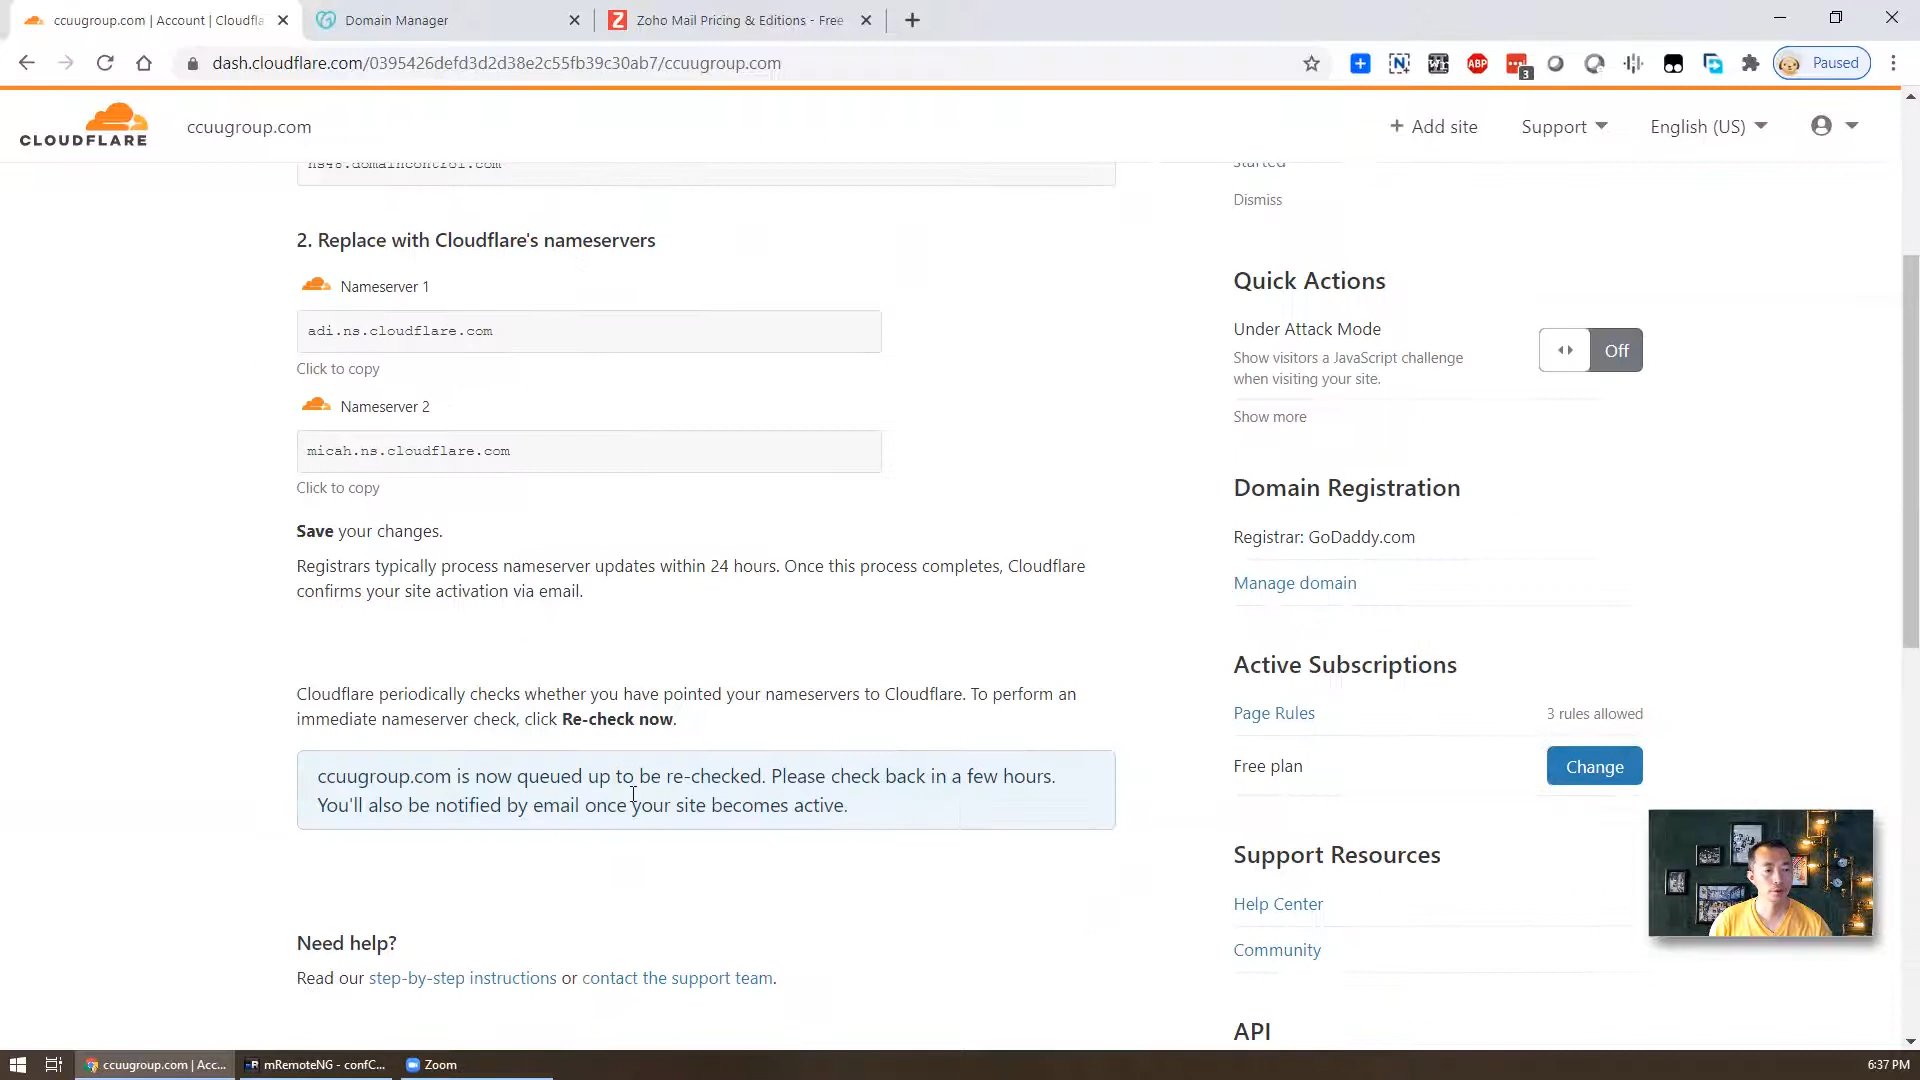 ccuugroup.com | Account | Cloudfla
Domain Manager
Zoho Mail Pricing & Editions - Free
dash.cloudflare.com/0395426defd3d2d38e2c55fb39c30ab7/ccuugroup.com
ABP
3
Paused
CLOUDFLARE
ccuugroup.com
+ Add site
Support
English (US)
ns48.domaincontrol.com
Started
Dismiss
2. Replace with Cloudflare's nameservers
Nameserver 1
adi.ns.cloudflare.com
Click to copy
Nameserver 2
micah.ns.cloudflare.com
Click to copy
Save your changes.
Registrars typically process nameserver updates within 24 hours. Once this process completes, Cloudflare
confirms your site activation via email.
Cloudflare periodically checks whether you have pointed your nameservers to Cloudflare. To perform an
immediate nameserver check, click Re-check now.
ccuugroup.com is now queued up to be re-checked. Please check back in a few hours.
You'll also be notified by email once your site becomes active.
Need help?
Read our step-by-step instructions or contact the support team.
Quick Actions
Under Attack Mode
Show visitors a JavaScript challenge
when visiting your site.
Off
Show more
Domain Registration
Registrar: GoDaddy.com
Manage domain
Active Subscriptions
Page Rules
3 rules allowed
Free plan
Change
Support Resources
Help Center
Community
API
ccuugroup.com | Acc...
mRemoteNG - confC...
Zoom
6:37 PM